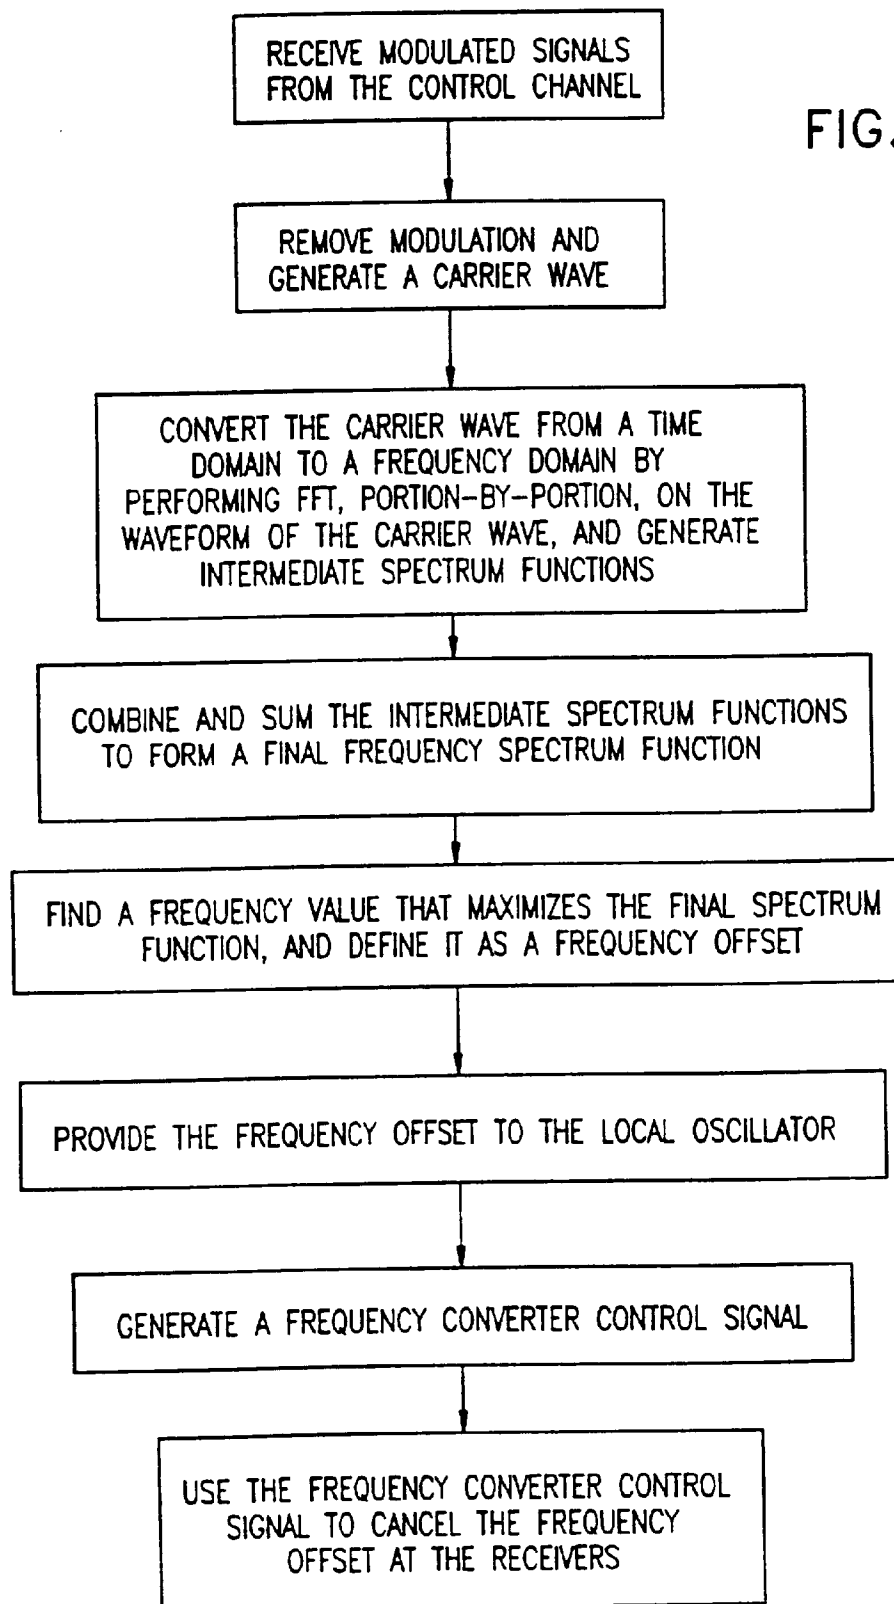 RECEIVE MODULATED SIGNALS
FROM THE CONTROL CHANNEL
FIG.
REMOVE MODULATION AND
GENERATE A CARRIER WAVE
CONVERT THE CARRIER WAVE FROM A TIME
DOMAIN TO A FREQUENCY DOMAIN BY
PERFORMING FFT, PORTION-BY-PORTION, ON THE
WAVEFORM OF THE CARRIER WAVE, AND GENERATE
INTERMEDIATE SPECTRUM FUNCTIONS
COMBINE AND SUM THE INTERMEDIATE SPECTRUM FUNCTIONS
TO FORM A FINAL FREQUENCY SPECTRUM FUNCTION
FIND A FREQUENCY VALUE THAT MAXIMIZES THE FINAL SPECTRUM
FUNCTION, AND DEFINE IT AS A FREQUENCY OFFSET
PROVIDE THE FREQUENCY OFFSET TO THE LOCAL OSCILLATOR
GENERATE A FREQUENCY CONVERTER CONTROL SIGNAL
USE THE FREQUENCY CONVERTER CONTROL
SIGNAL TO CANCEL THE FREQUENCY
OFFSET AT THE RECEIVERS